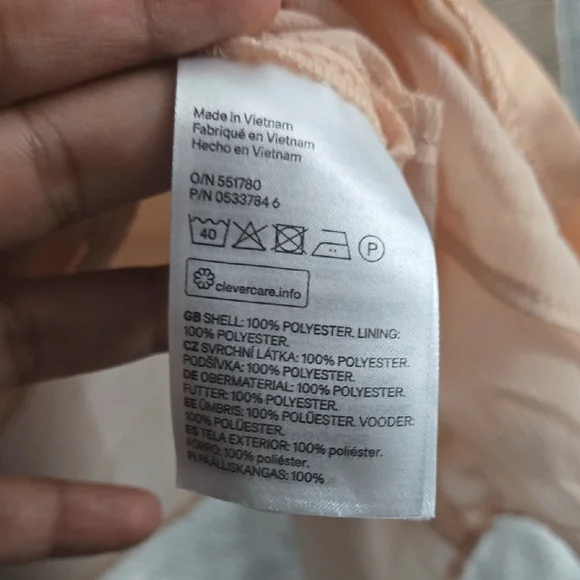 Made in Vietnam
Fabriqué en Vietnam
Hecho en Vietnam
O/N 551780
P/N 0533784 6
40 P
clevercare.info
GB SHELL: 100% POLYESTER. LINING:
100% POLYESTER.
CZ SVRCHNÍ LÁTKA: 100% POLYESTER.
PODŠÍVKA: 100% POLYESTER.
DE OBERMATERIAL: 100% POLYESTER.
FUTTER: 100% POLYESTER.
EE ÜMBRIS: 100% POLÜESTER. VOODER:
100% POLÜESTER.
ES TELA EXTERIOR: 100% poliéster.
FORRO: 100% poliéster.
FI PÄÄLLISKANGAS: 100%